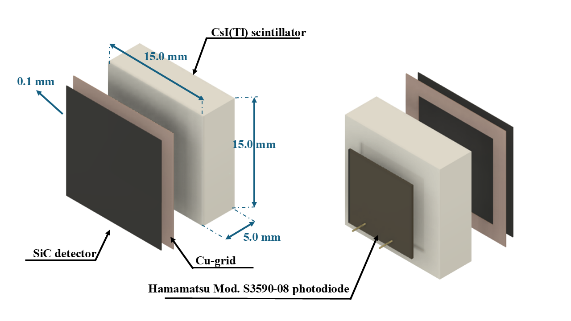 CsI(Tl) scintillator
15.0 mm
0.1 mm
15.0 mm
5.0 mm
SiC detector
Cu-grid
Hamamatsu Mod. S3590-08 photodiode